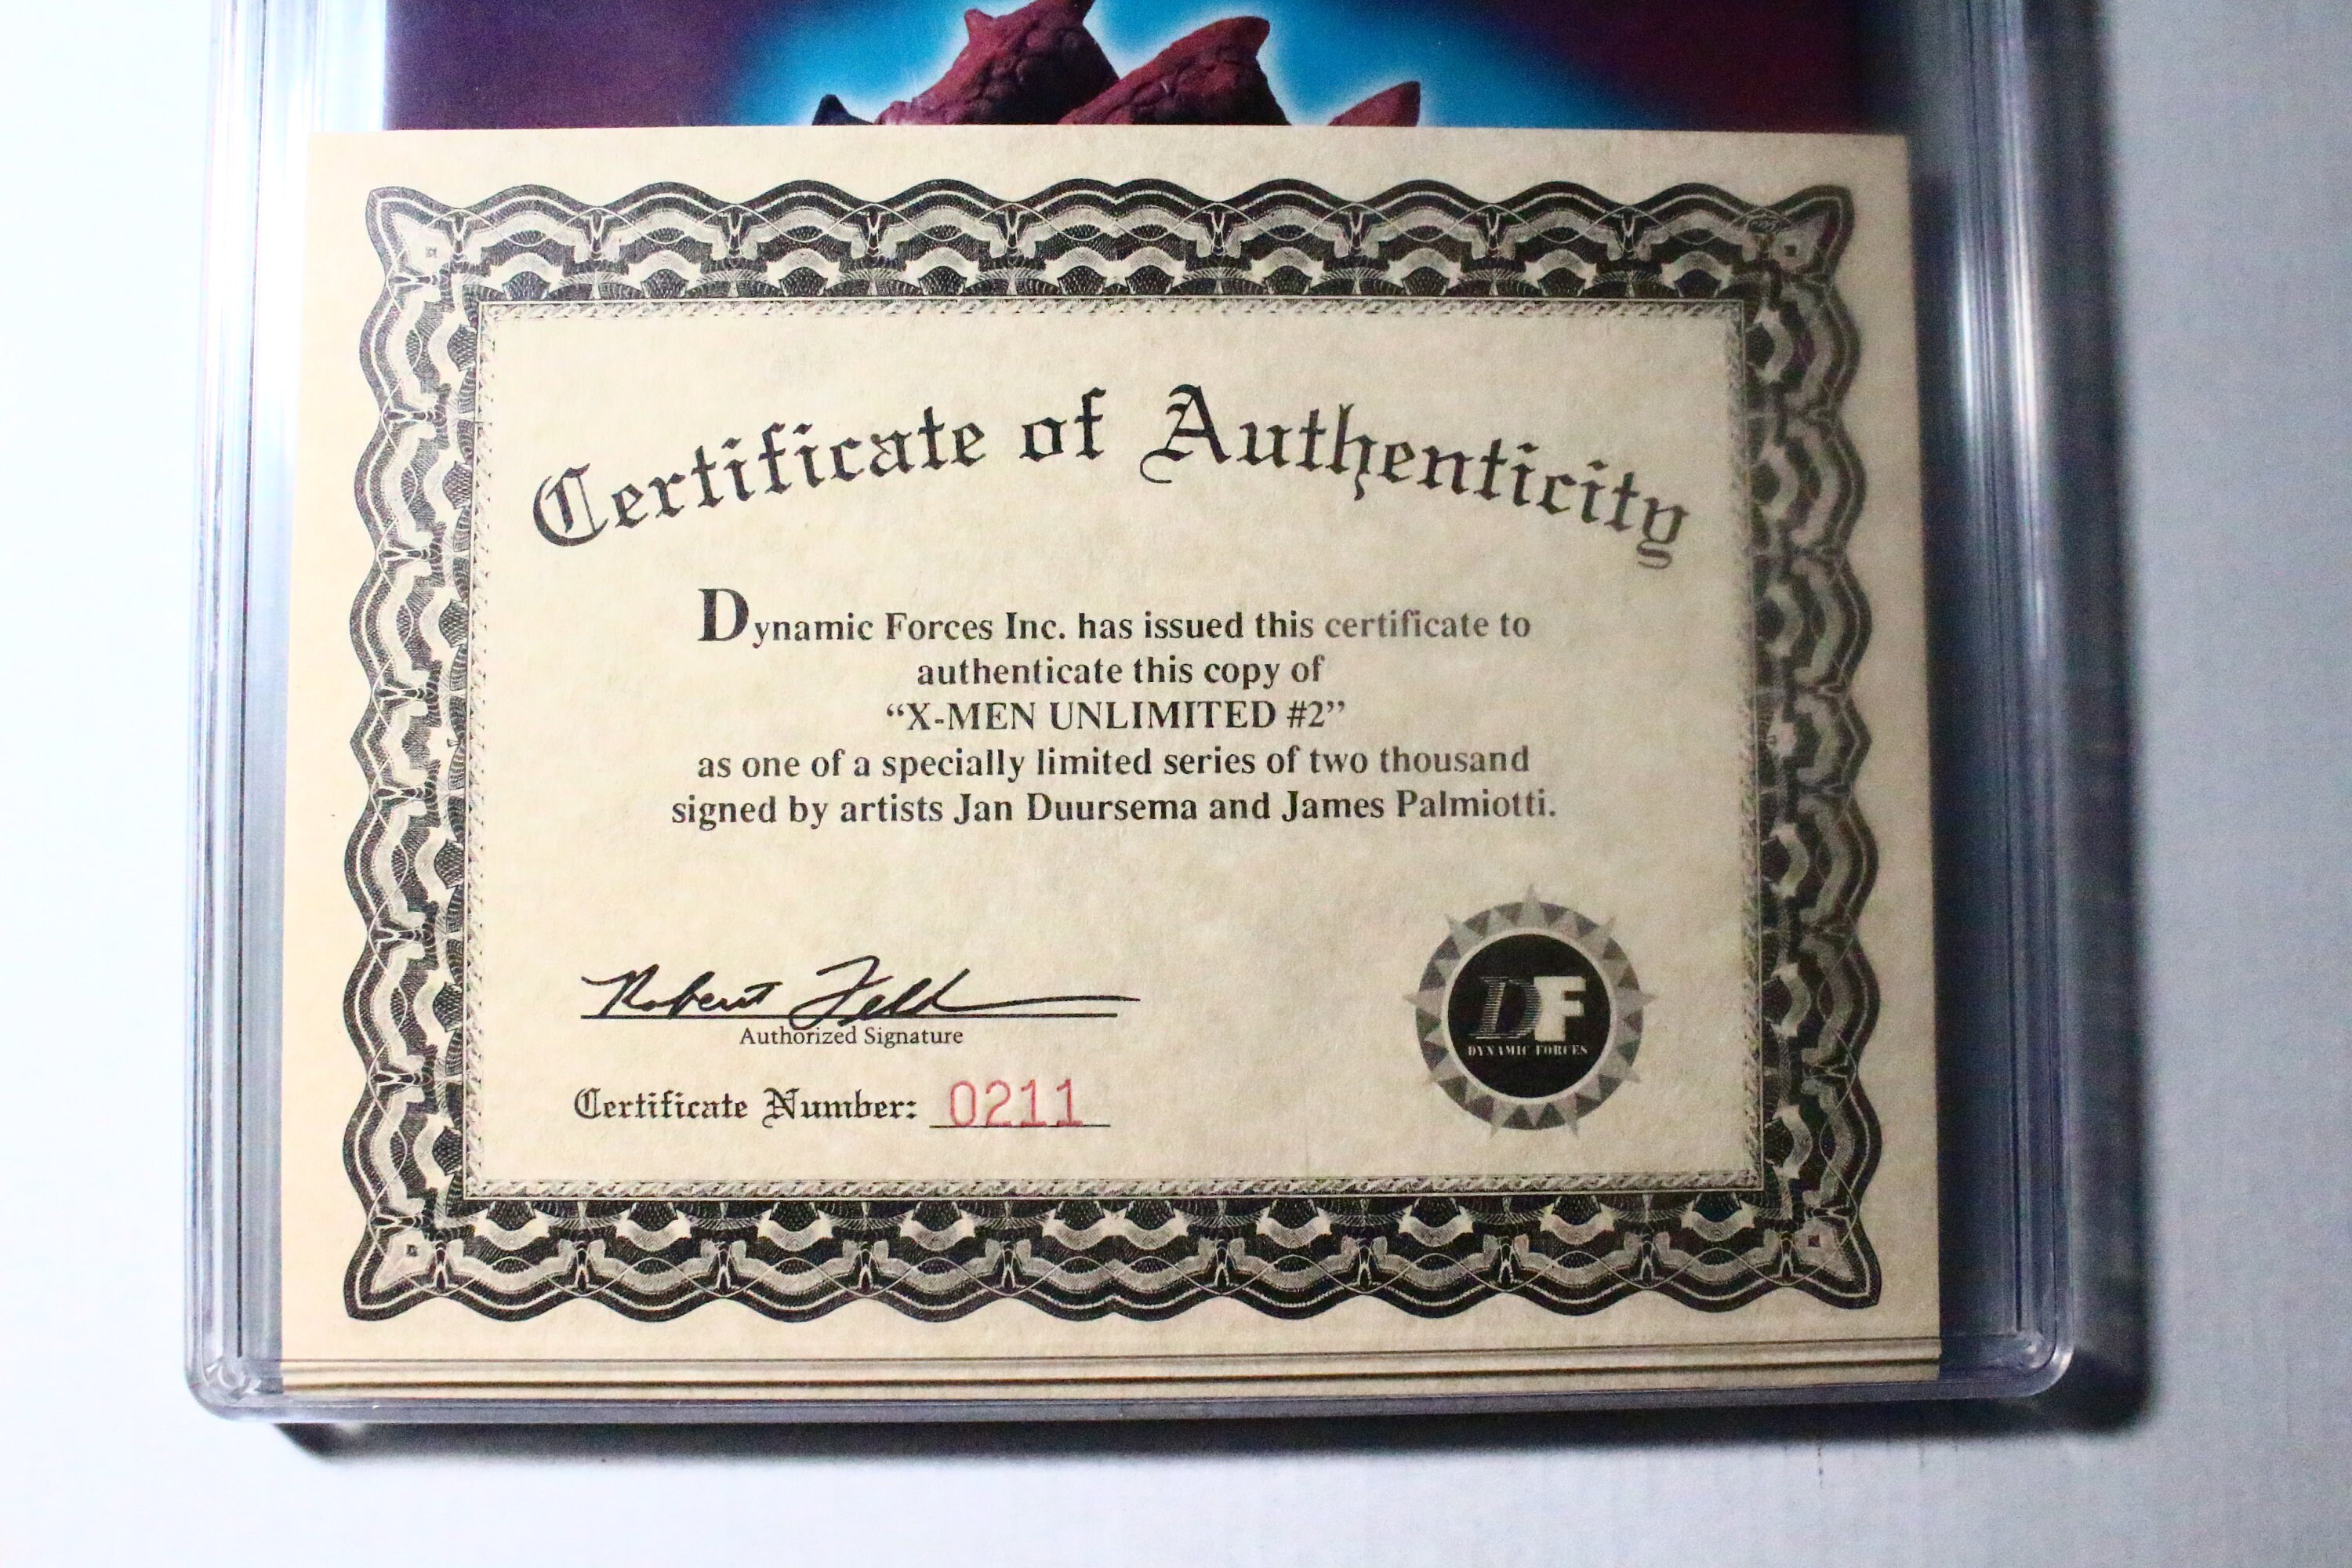 Certificate of Authenticity
Dynamic Forces Inc. has issued this certificate to
authenticate this copy of
“X-MEN UNLIMITED #2”
as one of a specially limited series of two thousand
signed by artists Jan Duursema and James Palmiotti.
Robert Feld
Authorized Signature
DF
DYNAMIC FORCES
Certificate Number: 0211